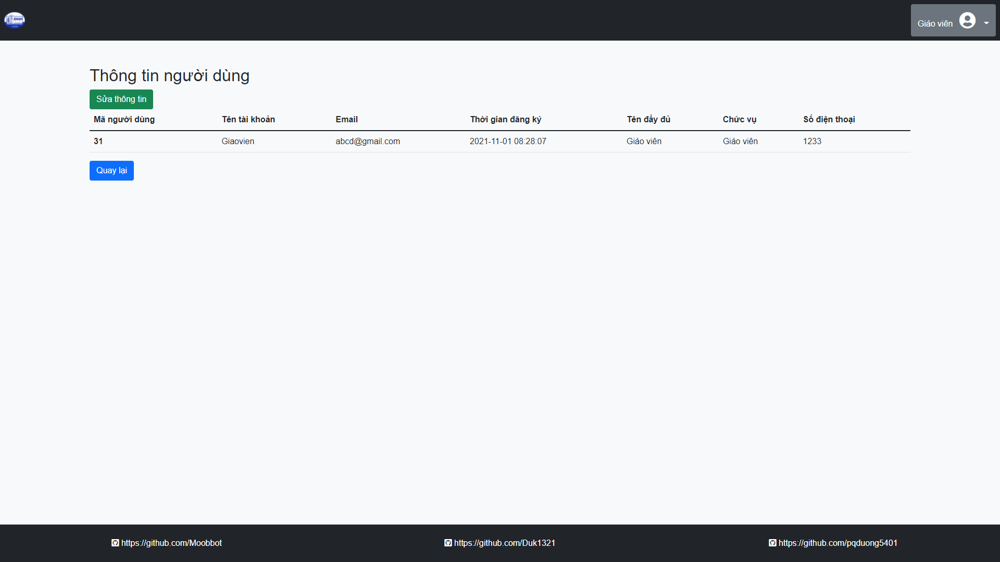 Giáo viên
Thông tin người dùng
Sửa thông tin
Mã người dùng Tên tài khoản Email Thời gian đăng ký Tên đầy đủ Chức vụ Số điện thoại
31 Giaovien abcd@gmail.com 2021-11-01 08:28:07 Giáo viên Giáo viên 1233
Quay lại
https://github.com/Moobbot https://github.com/Duk1321 https://github.com/pqduong5401